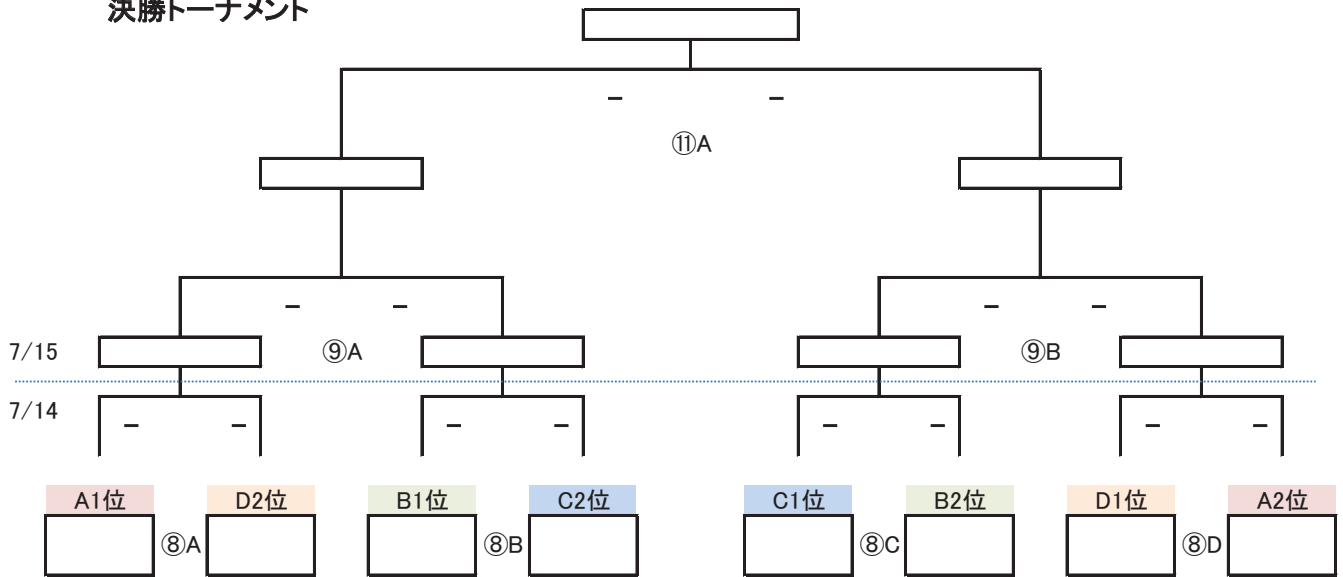 決勝トーナメント
－ －
⑪A
－ － － －
7/15 ⑨A ⑨B
7/14 － － － － － － － －
A1位 D2位 B1位 C2位 C1位 B2位 D1位 A2位
⑧A ⑧B ⑧C ⑧D